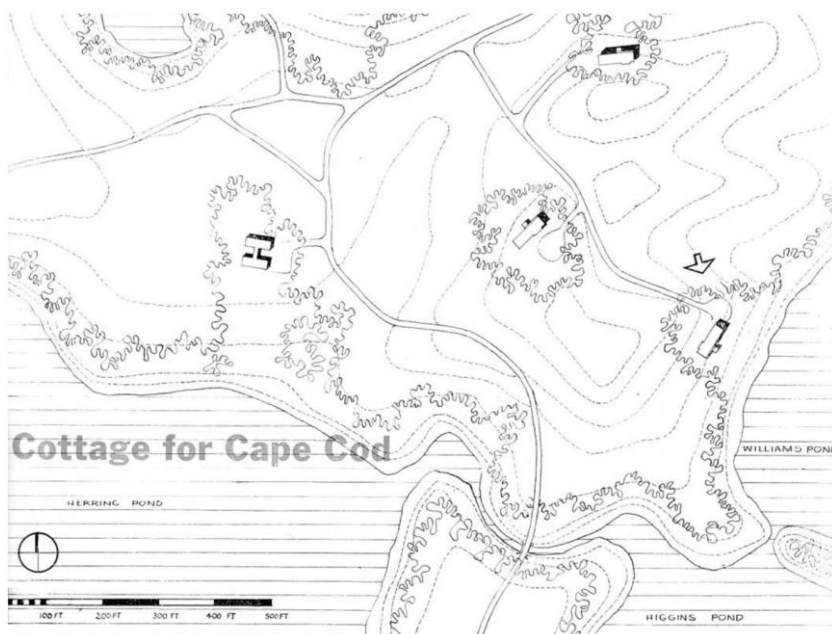 Cottage for Cape Cod
WILLIAMS POND
HERRING POND
100 FT 200 FT 300 FT 400 FT 500 FT
HIGGINS POND